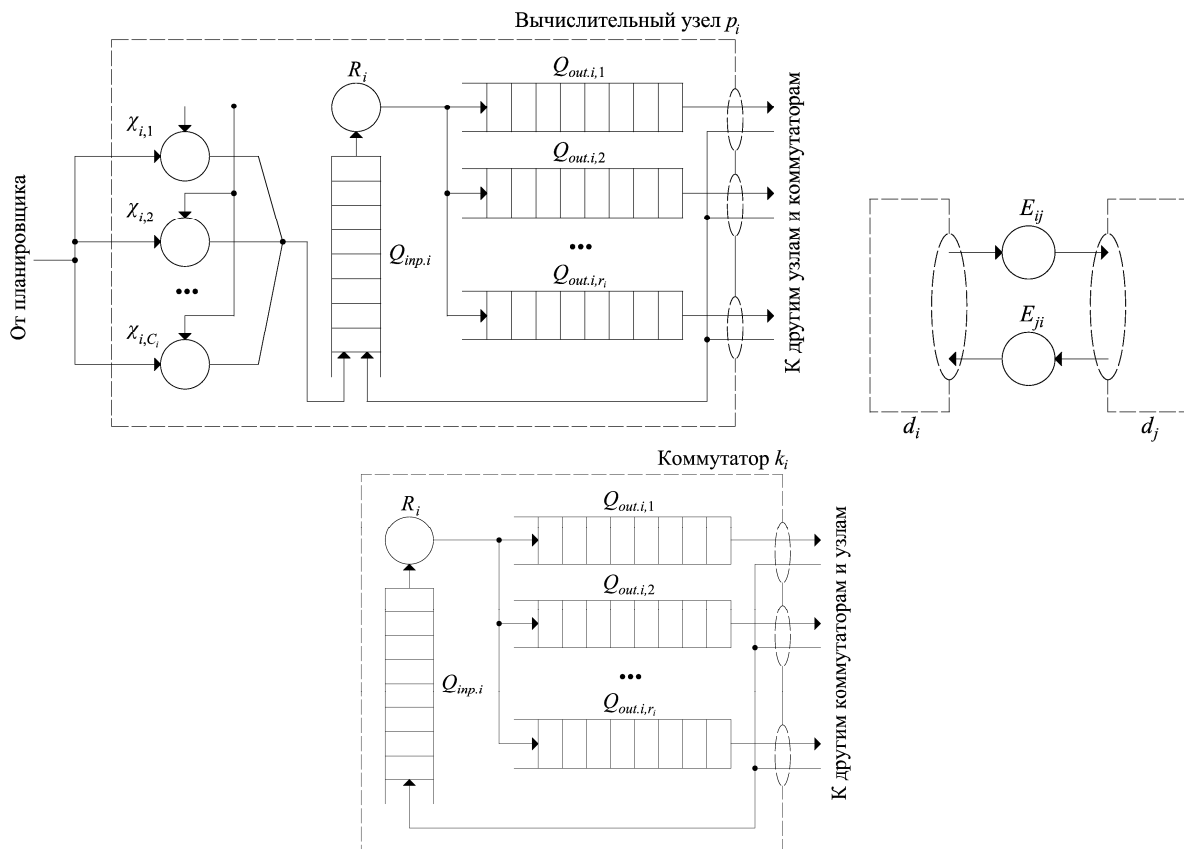 Вычислительный узел p_i
От планировщика
χ_{i,1}
χ_{i,2}
•••
χ_{i,C_i}
R_i
Q_{inp.i}
Q_{out.i,1}
Q_{out.i,2}
•••
Q_{out.i,r_i}
К другим узлам и коммутаторам
E_{ij}
E_{ji}
d_i
d_j
Коммутатор k_i
R_i
Q_{inp.i}
Q_{out.i,1}
Q_{out.i,2}
•••
Q_{out.i,r_i}
К другим коммутаторам и узлам